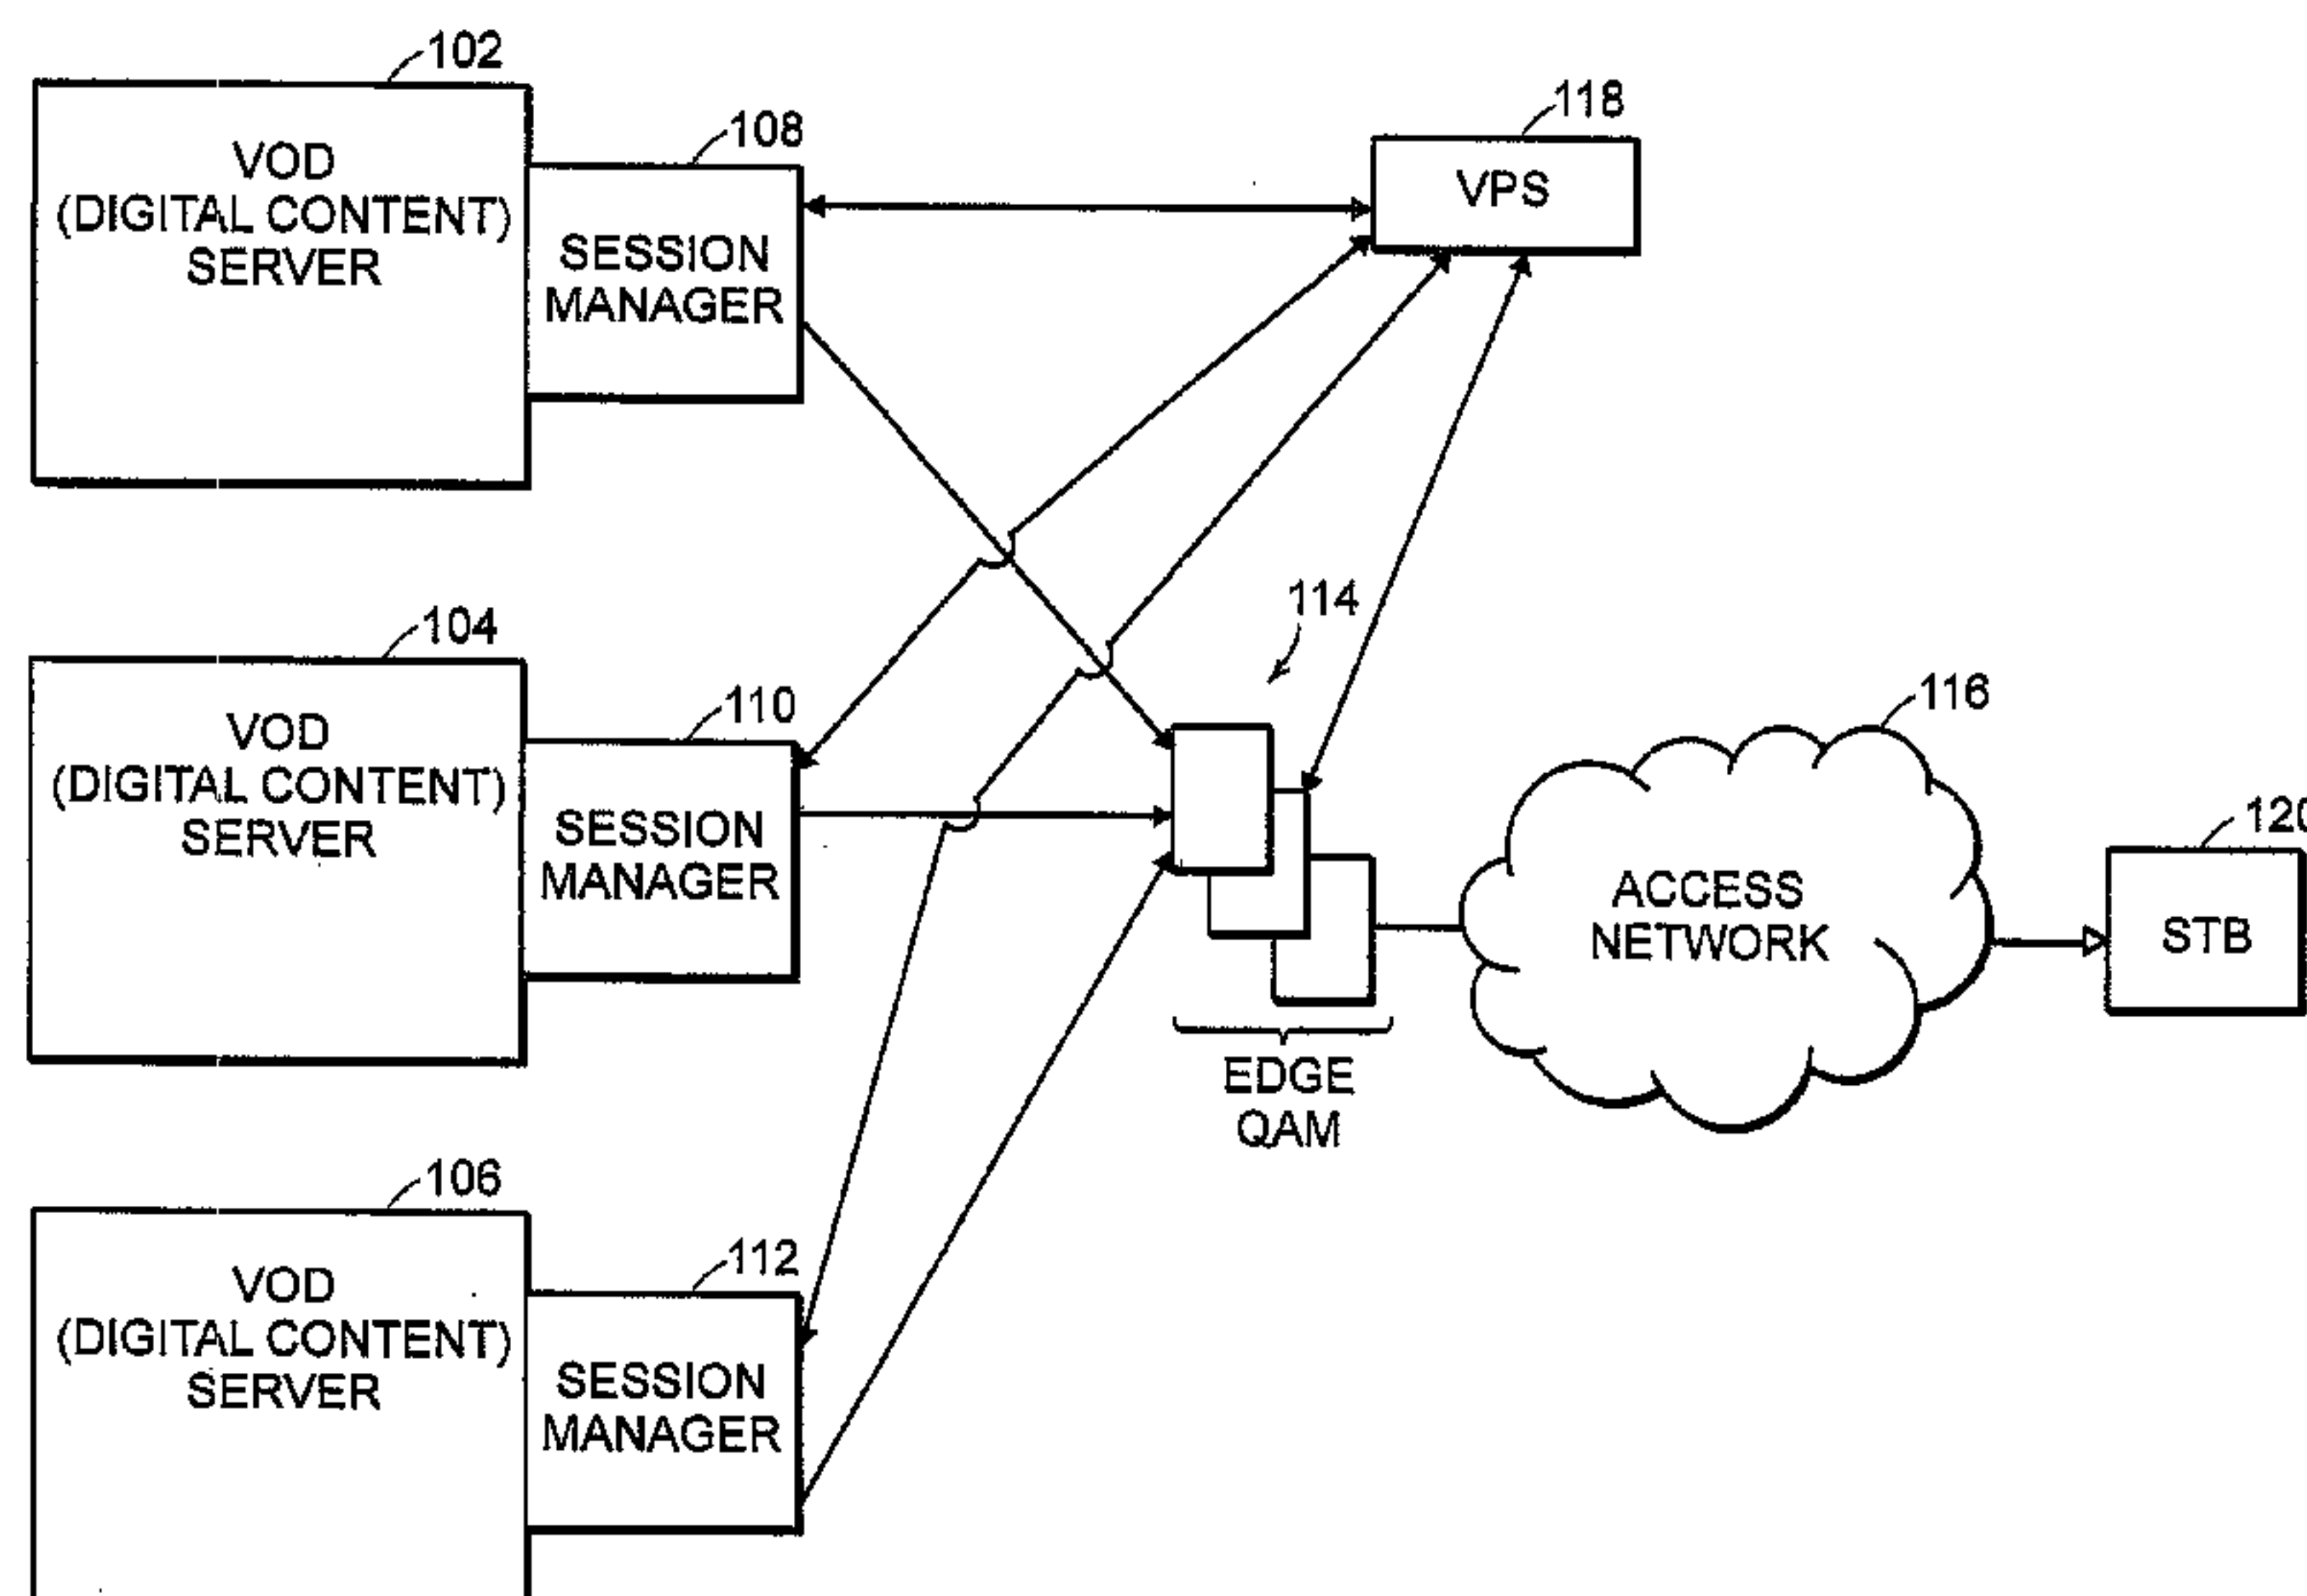 102
VOD
(DIGITAL CONTENT)
SERVER
108
SESSION
MANAGER
118
VPS
104
VOD
(DIGITAL CONTENT)
SERVER
110
SESSION
MANAGER
114
EDGE
QAM
116
ACCESS
NETWORK
120
STB
106
VOD
(DIGITAL CONTENT)
SERVER
112
SESSION
MANAGER